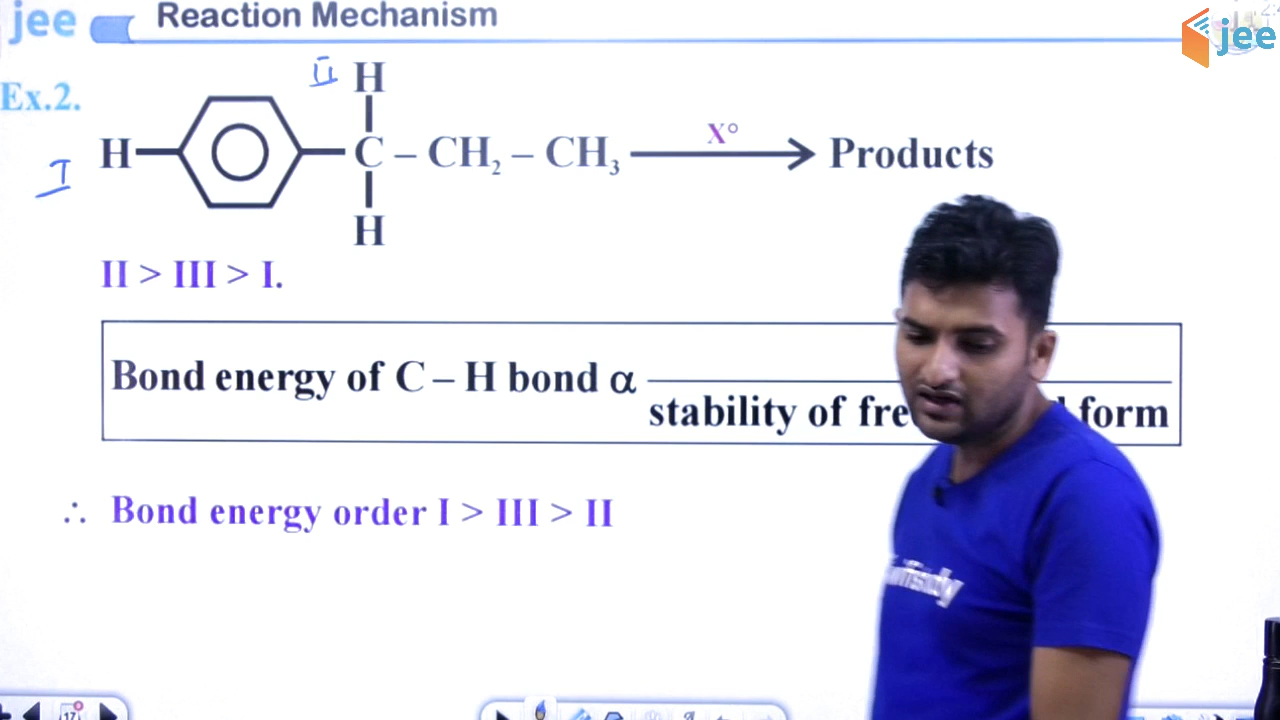 jee Reaction Mechanism
jee
Ex.2.
II H
I H C – CH₂ – CH₃ X° Products
H
II > III > I.
Bond energy of C – H bond α
stability of fre form
∴ Bond energy order I > III > II
17